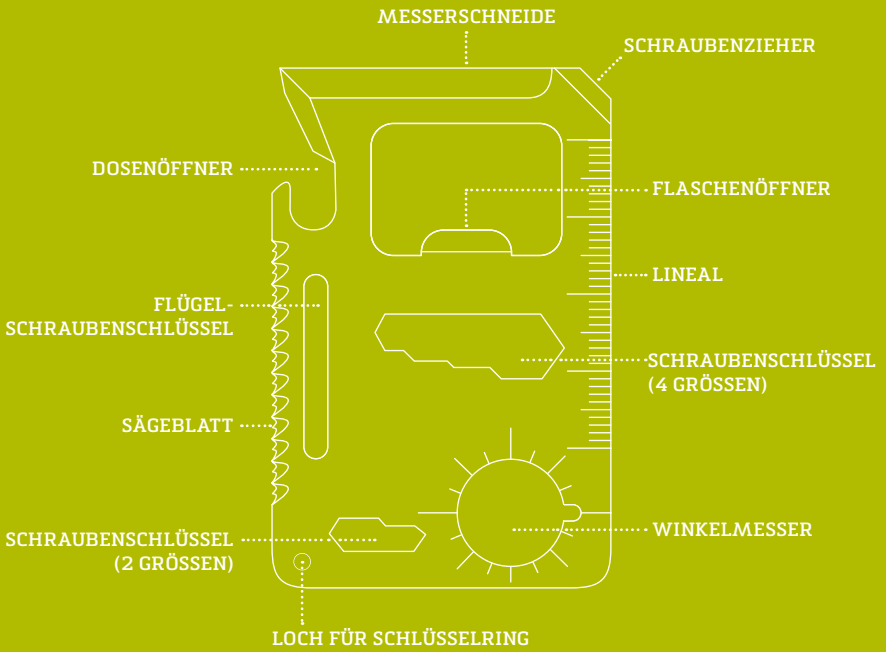 MESSERSCHNEIDE
SCHRAUBENZIEHER
DOSENÖFFNER
FLASCHENÖFFNER
LINEAL
FLÜGEL-
SCHRAUBENSCHLÜSSEL
SCHRAUBENSCHLÜSSEL
(4 GRÖSSEN)
SÄGEBLATT
WINKELMESSER
SCHRAUBENSCHLÜSSEL
(2 GRÖSSEN)
LOCH FÜR SCHLÜSSELRING